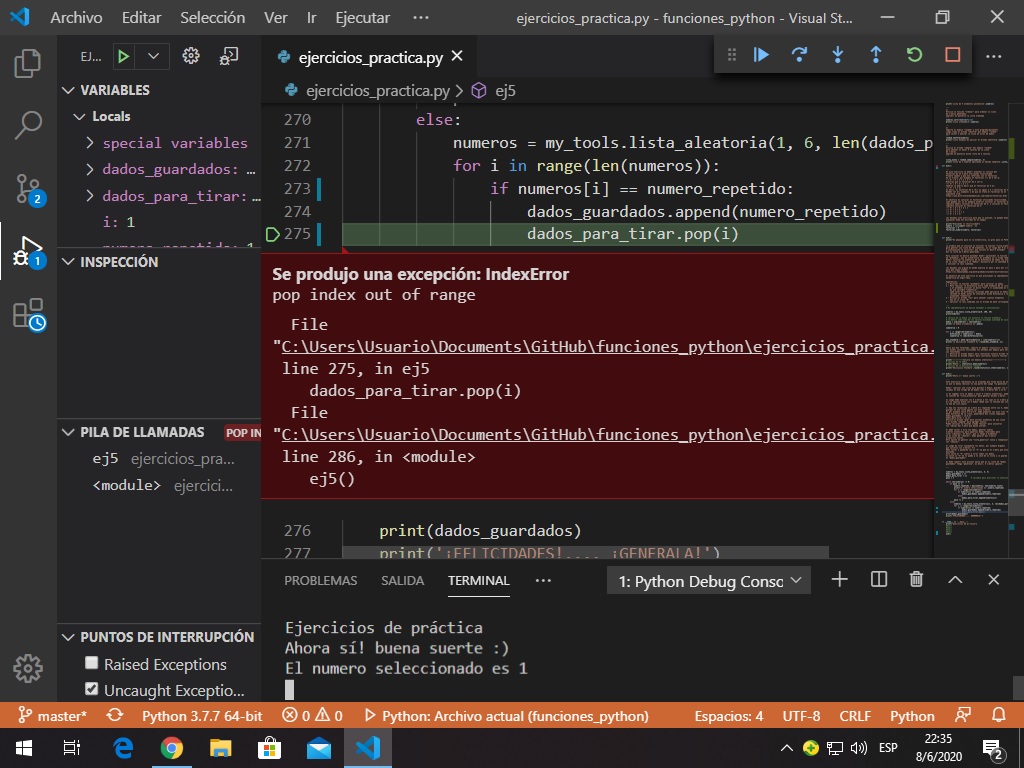 Archivo Editar Selección Ver Ir Ejecutar ··· ejercicios_practica.py - funciones_python - Visual St...
EJ...
ejercicios_practica.py
ejercicios_practica.py > ej5
VARIABLES
Locals
special variables
dados_guardados: ...
dados_para_tirar: ...
i: 1
numero_repetido: 1
INSPECCIÓN
PILA DE LLAMADAS POP IN
ej5 ejercicios_pra...
<module> ejercici...
PUNTOS DE INTERRUPCIÓN
Raised Exceptions
Uncaught Exceptio...
2
1
270 else:
271 numeros = my_tools.lista_aleatoria(1, 6, len(dados_p
272 for i in range(len(numeros)):
273 if numeros[i] == numero_repetido:
274 dados_guardados.append(numero_repetido)
275 dados_para_tirar.pop(i)
Se produjo una excepción: IndexError
pop index out of range
File
"C:\Users\Usuario\Documents\GitHub\funciones_python\ejercicios_practica.
line 275, in ej5
dados_para_tirar.pop(i)
File
"C:\Users\Usuario\Documents\GitHub\funciones_python\ejercicios_practica.
line 286, in <module>
ej5()
276 print(dados_guardados)
277 print('¡FELICIDADES!.... ¡GENERALA!')
PROBLEMAS SALIDA TERMINAL ··· 1: Python Debug Consc
Ejercicios de práctica
Ahora sí! buena suerte :)
El numero seleccionado es 1
master* Python 3.7.7 64-bit 0 0 Python: Archivo actual (funciones_python) Espacios: 4 UTF-8 CRLF Python
ESP
22:35
8/6/2020
2